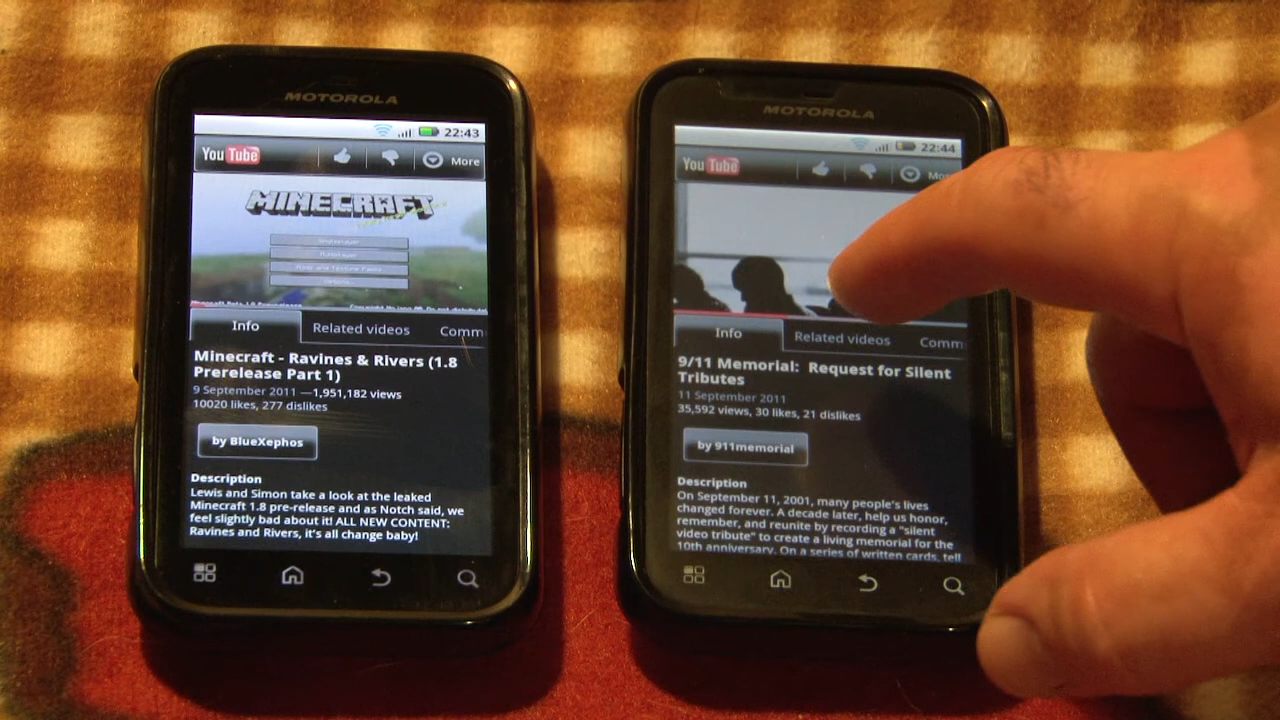 MOTOROLA
22:43
YouTube
More
MINECRAFT
Info
Related videos
Comm
Minecraft - Ravines & Rivers (1.8
Prerelease Part 1)
9 September 2011 —1,951,182 views
10020 likes, 277 dislikes
by BlueXephos
Description
Lewis and Simon take a look at the leaked
Minecraft 1.8 pre-release and as Notch said, we
feel slightly bad about it! ALL NEW CONTENT:
Ravines and Rivers, it's all change baby!
MOTOROLA
22:44
YouTube
Mor
Info
Related videos
Comm
9/11 Memorial: Request for Silent
Tributes
11 September 2011
35,592 views, 30 likes, 21 dislikes
by 911memorial
Description
On September 11, 2001, many people's lives
changed forever. A decade later, help us honor,
remember, and reunite by recording a "silent
video tribute" to create a living memorial for the
10th anniversary. On a series of written cards, tell